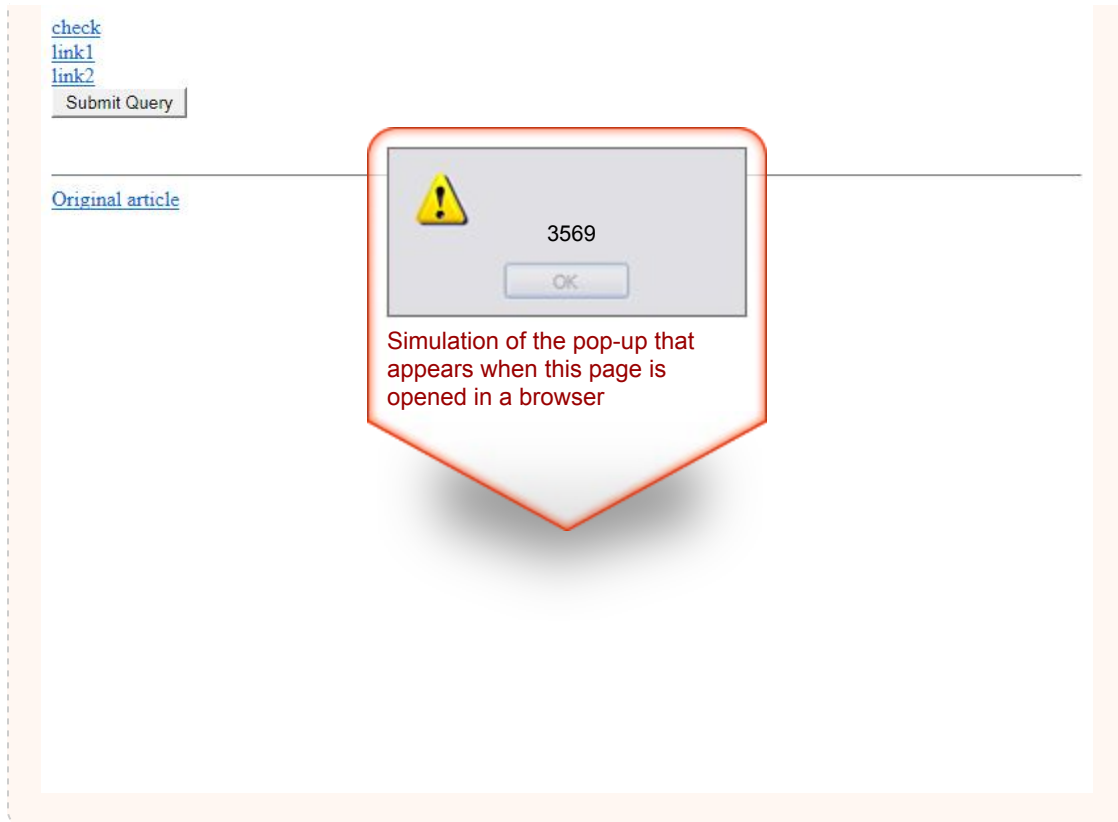 check
link1
link2
Submit Query
Original article
3569
OK
Simulation of the pop-up that
appears when this page is
opened in a browser